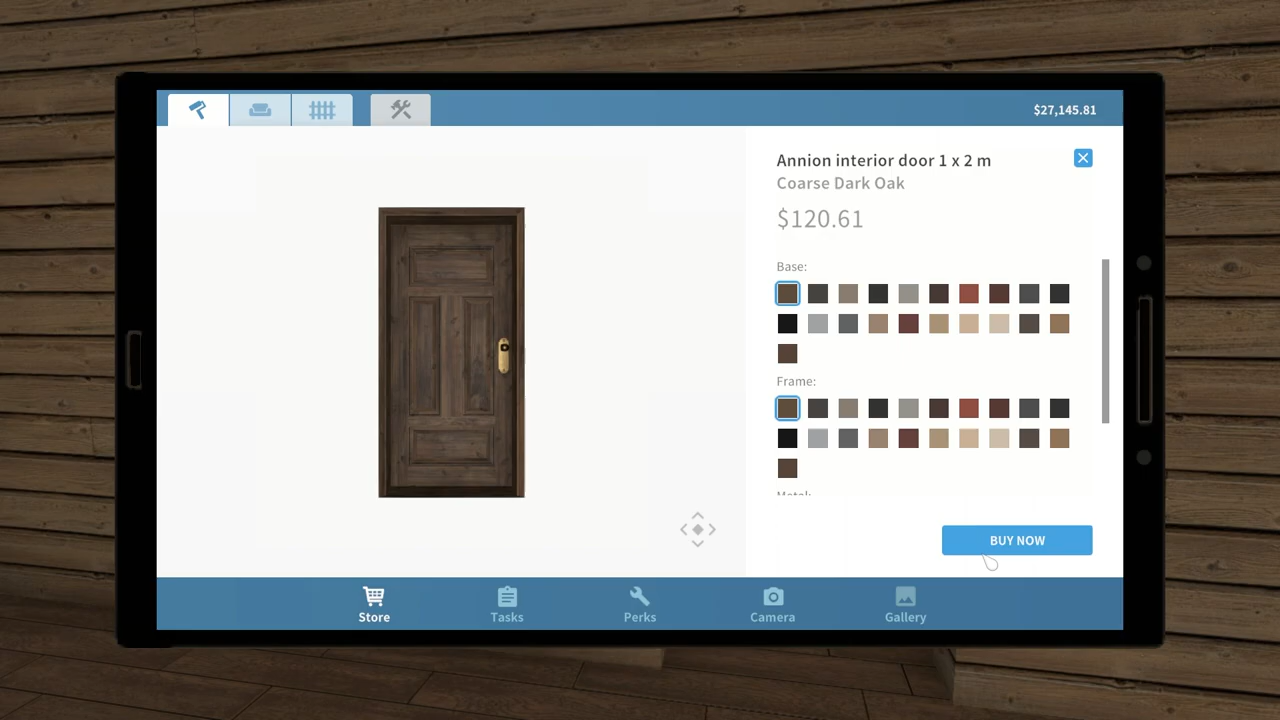 $27,145.81
Annion interior door 1 x 2 m
Coarse Dark Oak
$120.61
Base:
Frame:
Metal:
BUY NOW
Store
Tasks
Perks
Camera
Gallery